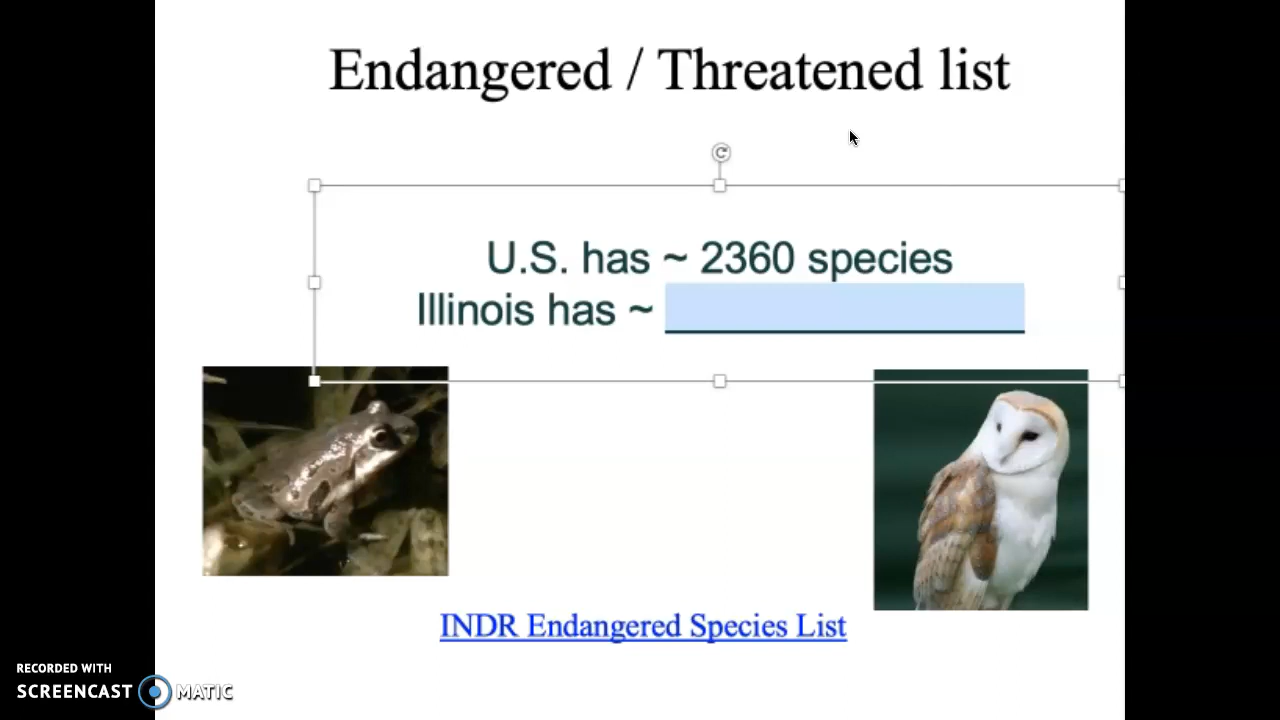 Endangered / Threatened list
U.S. has ~ 2360 species
Illinois has ~
INDR Endangered Species List
RECORDED WITH
SCREENCAST MATIC